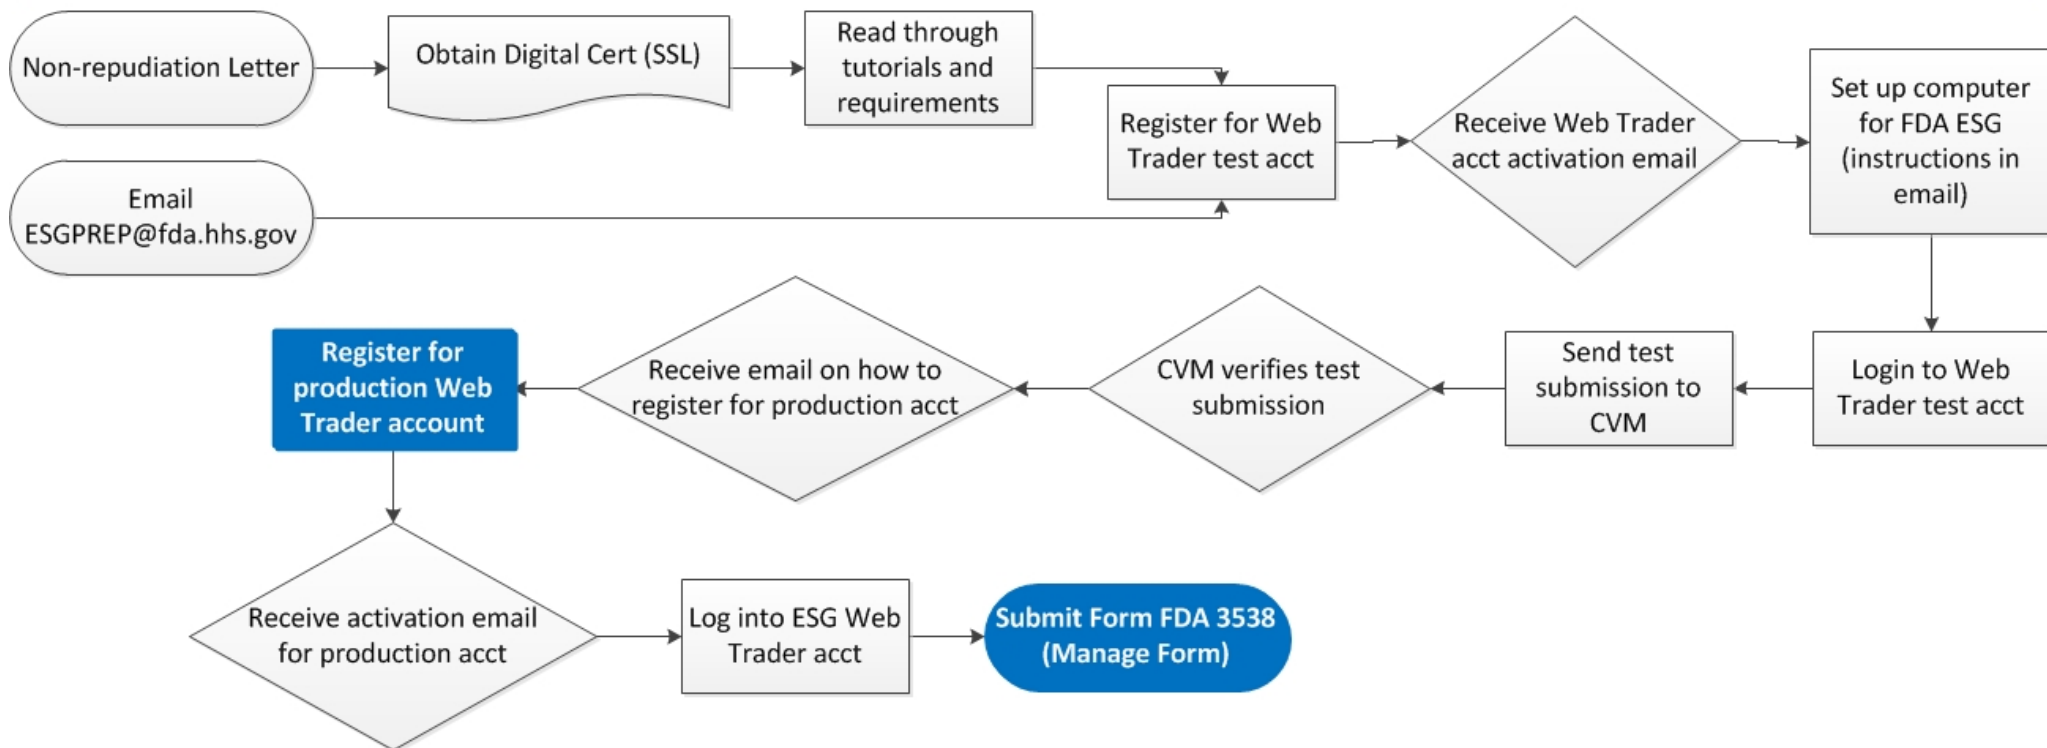 Non-repudiation Letter
Obtain Digital Cert (SSL)
Read through
tutorials and
requirements
Email
ESGPREP@fda.hhs.gov
Register for Web
Trader test acct
Receive Web Trader
acct activation email
Set up computer
for FDA ESG
(instructions in
email)
Login to Web
Trader test acct
Send test
submission to
CVM
CVM verifies test
submission
Receive email on how to
register for production acct
Register for
production Web
Trader account
Receive activation email
for production acct
Log into ESG Web
Trader acct
Submit Form FDA 3538
(Manage Form)